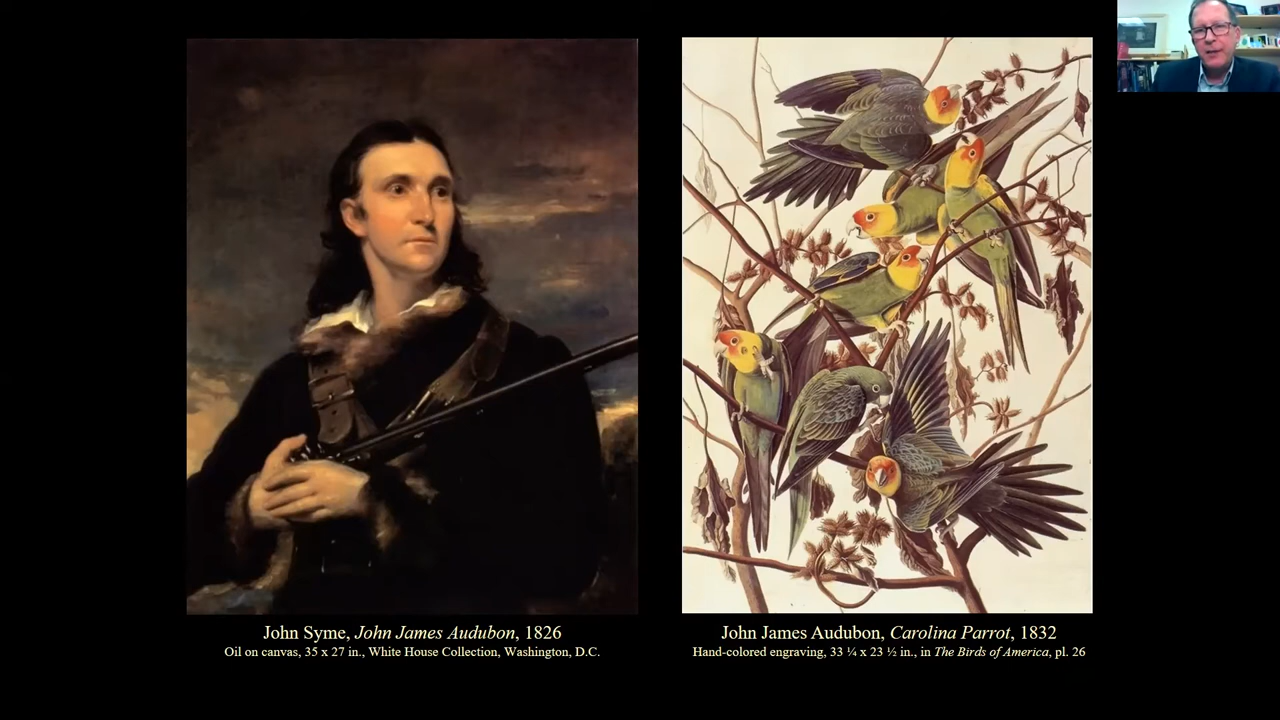 John Syme, John James Audubon, 1826
Oil on canvas, 35 x 27 in., White House Collection, Washington, D.C.
John James Audubon, Carolina Parrot, 1832
Hand-colored engraving, 33 ¼ x 23 ½ in., in The Birds of America, pl. 26